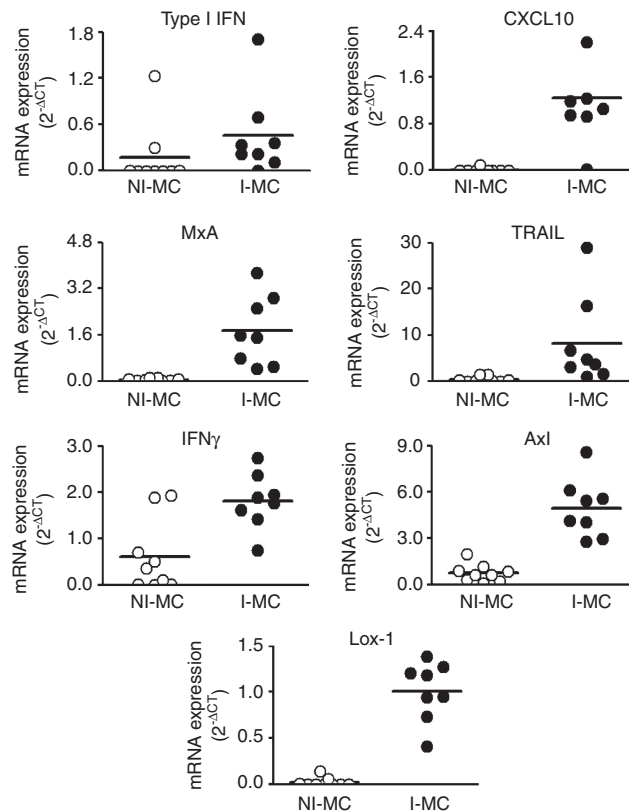 Type I IFN
mRNA expression
(2^-ΔCT)
1.8
1.2
0.6
0.0
NI-MC I-MC
CXCL10
mRNA expression
(2^-ΔCT)
2.4
1.6
0.8
0.0
NI-MC I-MC
MxA
mRNA expression
(2^-ΔCT)
4.8
3.2
1.6
0.0
NI-MC I-MC
TRAIL
mRNA expression
(2^-ΔCT)
30
20
10
0
NI-MC I-MC
IFNγ
mRNA expression
(2^-ΔCT)
3.0
2.0
1.0
0.0
NI-MC I-MC
AxI
mRNA expression
(2^-ΔCT)
9.0
6.0
3.0
0.0
NI-MC I-MC
Lox-1
mRNA expression
(2^-ΔCT)
1.5
1.0
0.5
0.0
NI-MC I-MC